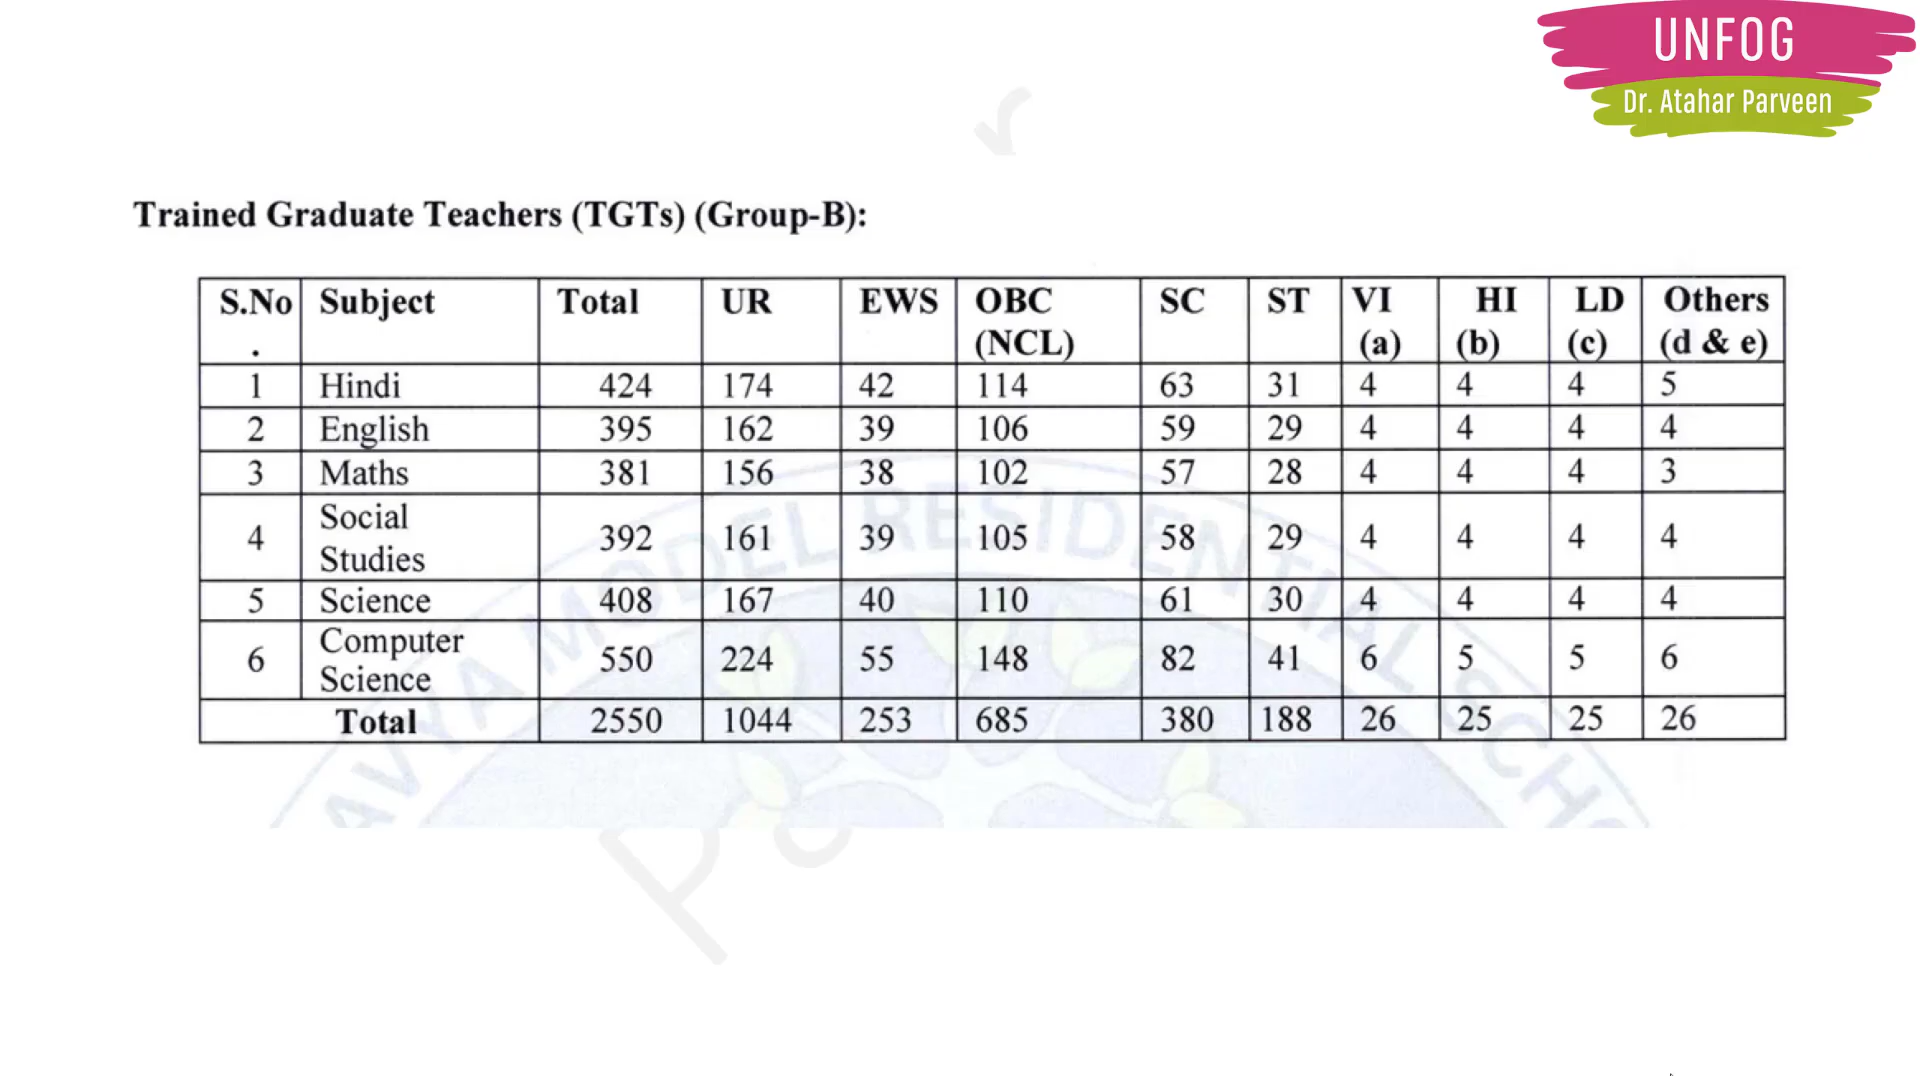 UNFOG
Dr. Atahar Parveen
Trained Graduate Teachers (TGTs) (Group-B):
S.No. Subject Total UR EWS OBC (NCL) SC ST VI (a) HI (b) LD (c) Others (d & e)
1 Hindi 424 174 42 114 63 31 4 4 4 5
2 English 395 162 39 106 59 29 4 4 4 4
3 Maths 381 156 38 102 57 28 4 4 4 3
4 Social Studies 392 161 39 105 58 29 4 4 4 4
5 Science 408 167 40 110 61 30 4 4 4 4
6 Computer Science 550 224 55 148 82 41 6 5 5 6
Total 2550 1044 253 685 380 188 26 25 25 26
AVYA MODEL RESIDENTIAL SCHO